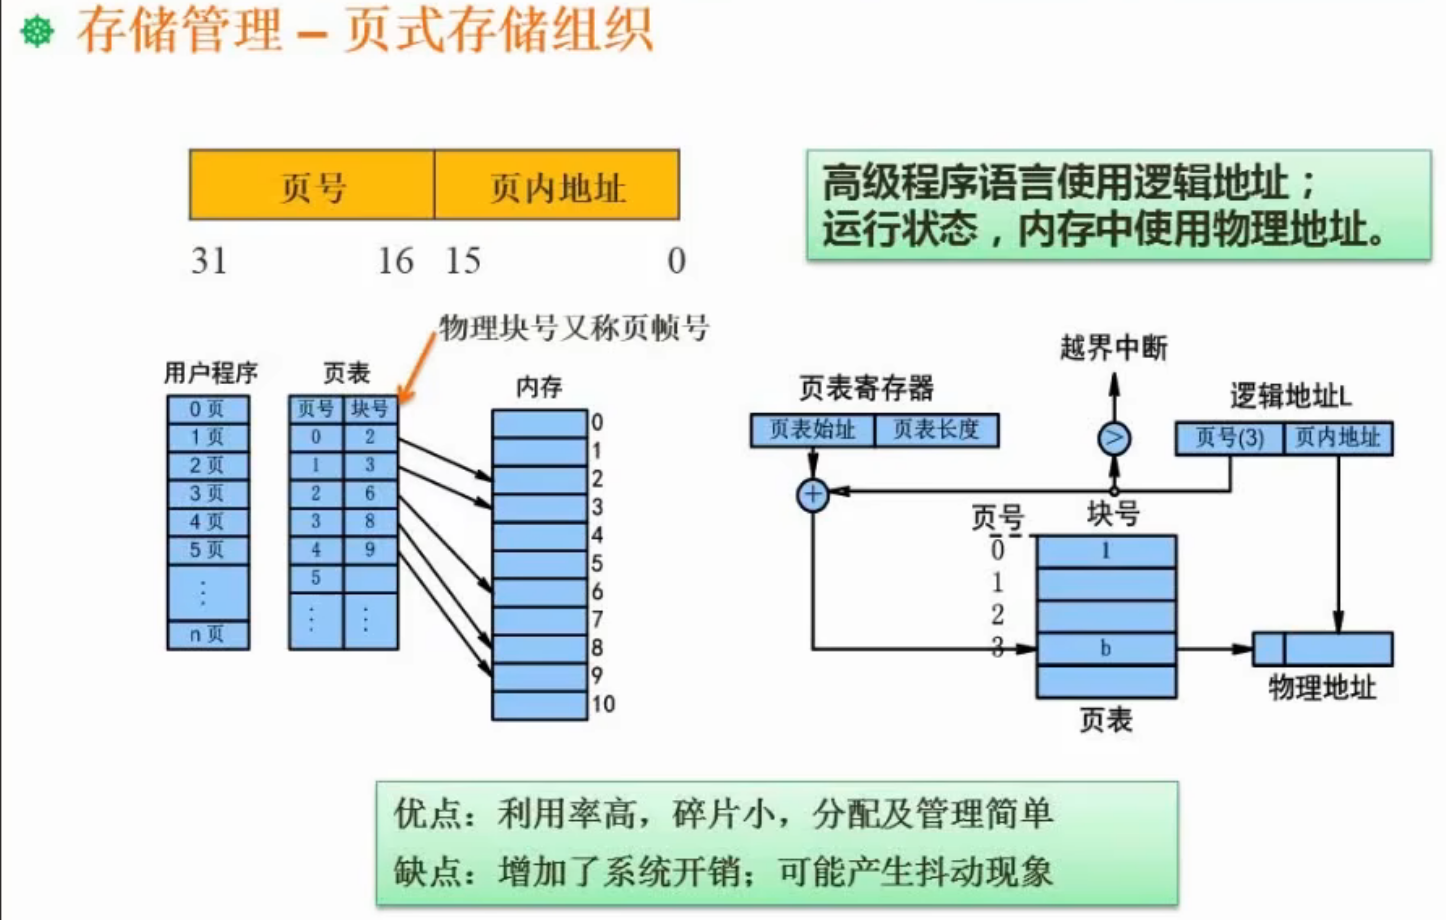 存储管理 – 页式存储组织
页号 页内地址
31 16 15 0
高级程序语言使用逻辑地址；
运行状态，内存中使用物理地址。
物理块号又称页帧号
用户程序
0页
1页
2页
3页
4页
5页
⋮
n页
页表
页号 块号
0 2
1 3
2 6
3 8
4 9
5
⋮ ⋮
内存
0
1
2
3
4
5
6
7
8
9
10
越界中断
页表寄存器
页表始址 页表长度
>
逻辑地址L
页号(3) 页内地址
+
页号 块号
0 1
1
2
3 b
页表
物理地址
优点：利用率高，碎片小，分配及管理简单
缺点：增加了系统开销；可能产生抖动现象